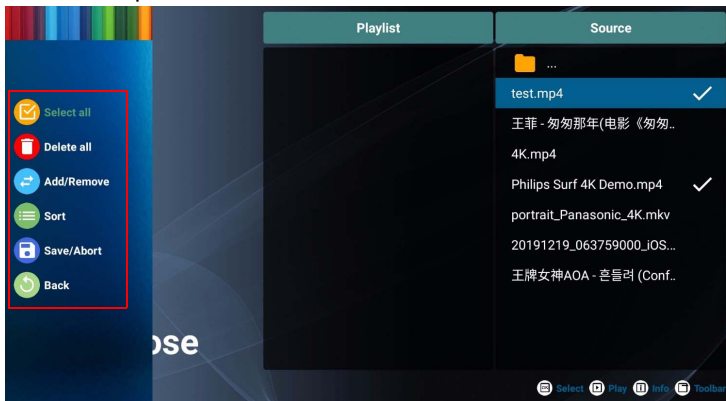 Playlist
Source
...
test.mp4
王菲 - 匆匆那年(电影《匆匆..
4K.mp4
Philips Surf 4K Demo.mp4
portrait_Panasonic_4K.mkv
20191219_063759000_iOS...
王牌女神AOA - 흔들려 (Conf..
Select all
Delete all
Add/Remove
Sort
Save/Abort
Back
ose
Select Play Info Toolbar